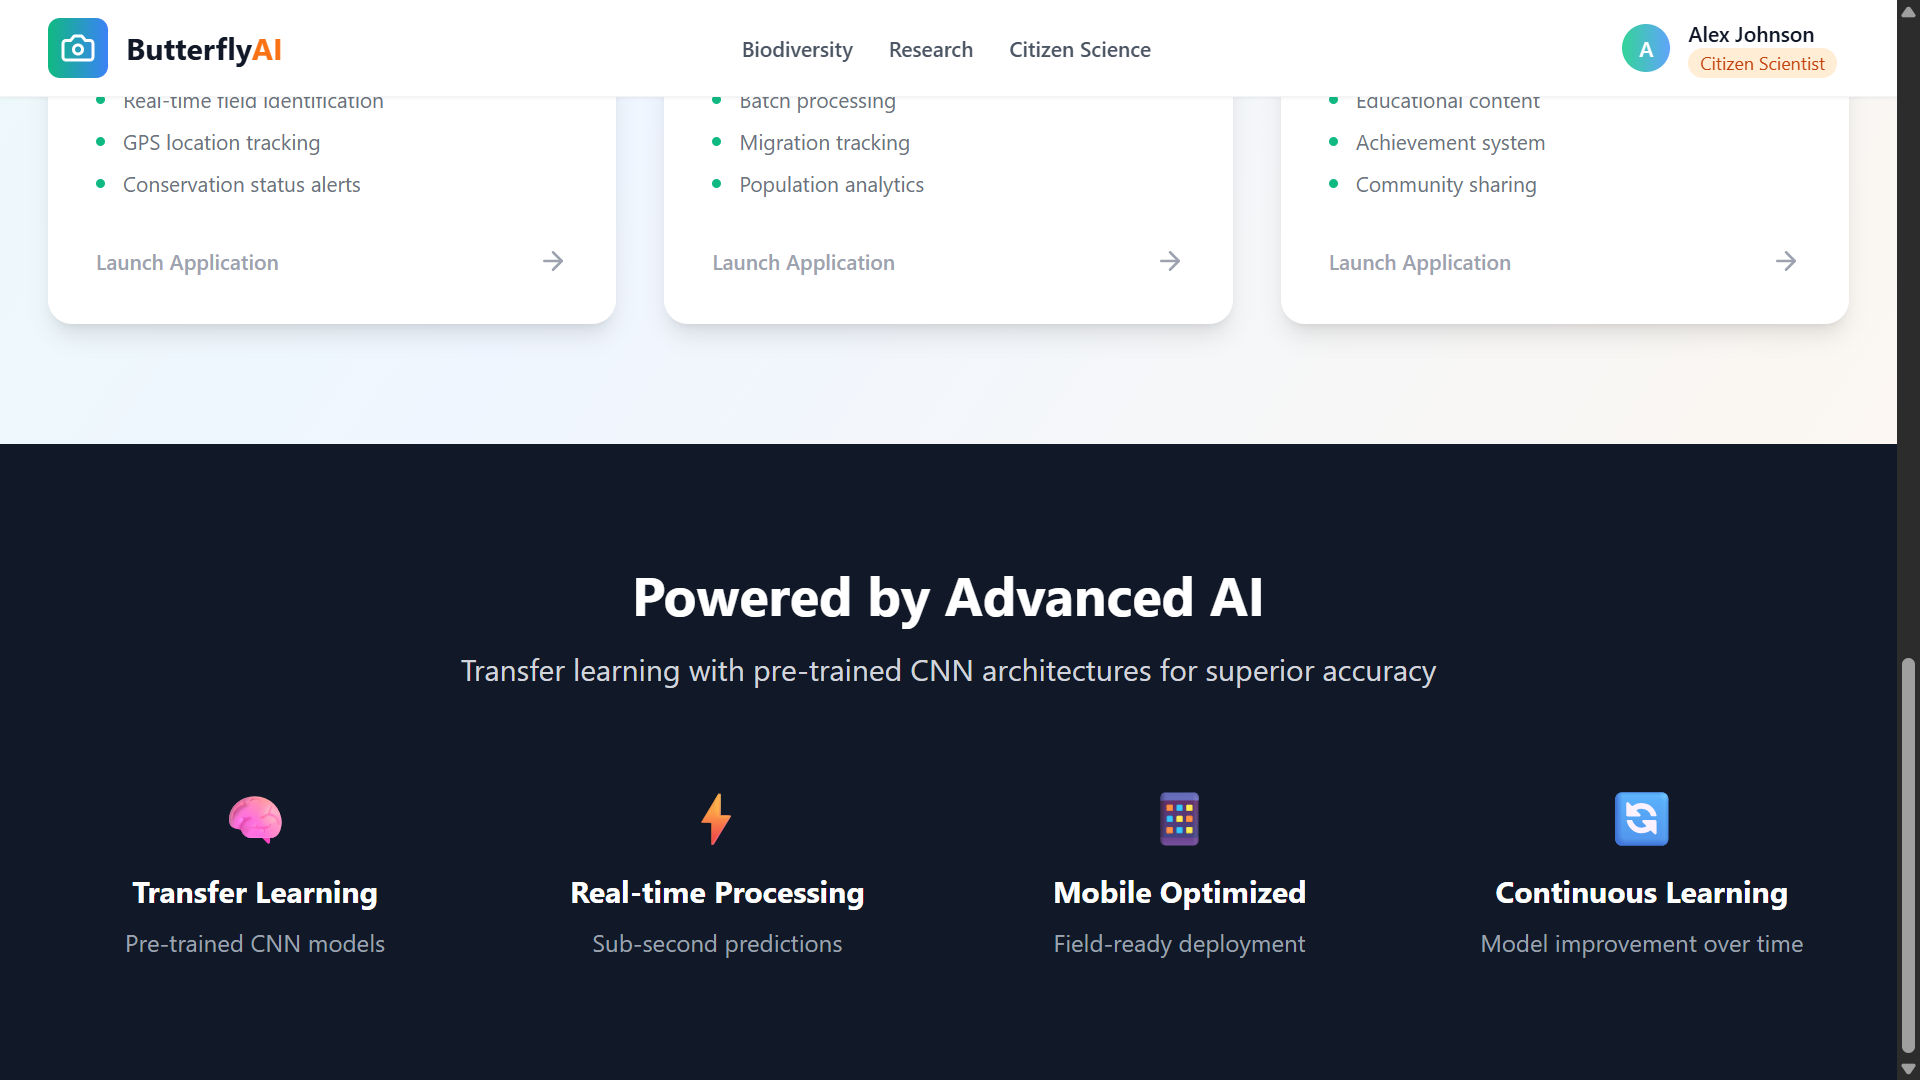 ButterflyAI
Biodiversity
Research
Citizen Science
A
Alex Johnson
Citizen Scientist
Real-time field identification
GPS location tracking
Conservation status alerts
Launch Application
Batch processing
Migration tracking
Population analytics
Launch Application
Educational content
Achievement system
Community sharing
Launch Application
Powered by Advanced AI
Transfer learning with pre-trained CNN architectures for superior accuracy
Transfer Learning
Pre-trained CNN models
Real-time Processing
Sub-second predictions
Mobile Optimized
Field-ready deployment
Continuous Learning
Model improvement over time